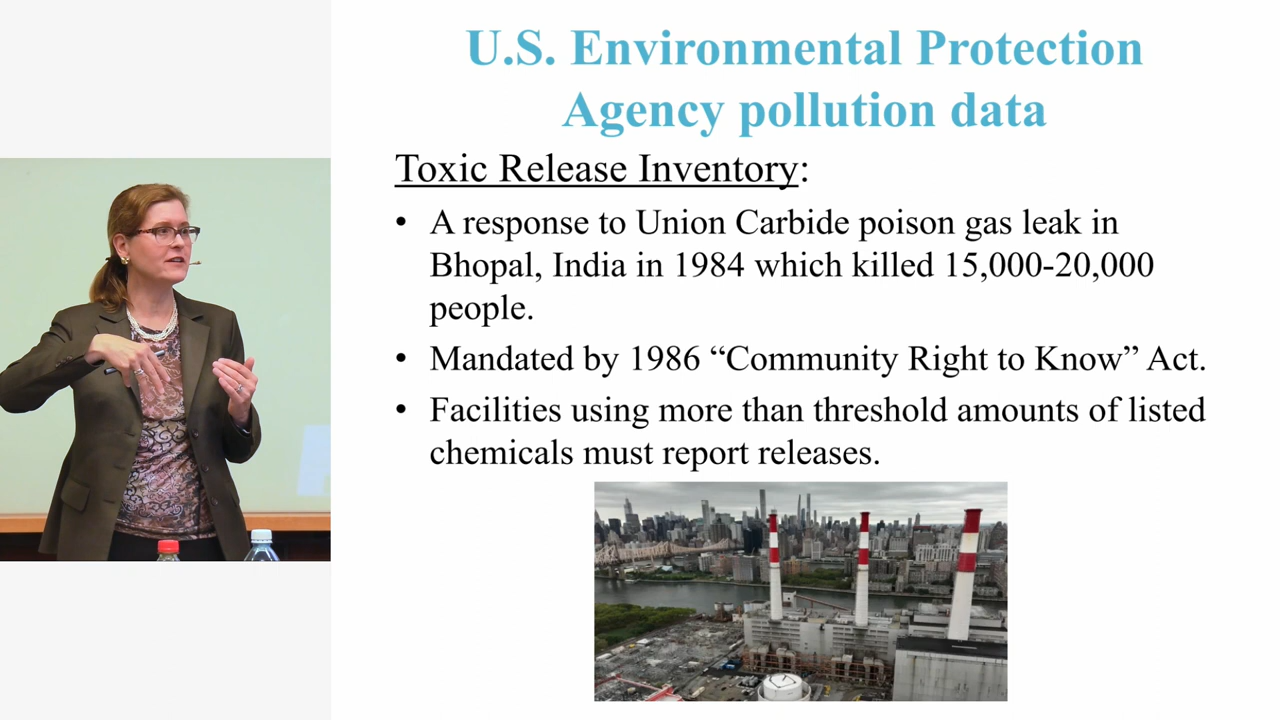 U.S. Environmental Protection
Agency pollution data
Toxic Release Inventory:
• A response to Union Carbide poison gas leak in
Bhopal, India in 1984 which killed 15,000-20,000
people.
• Mandated by 1986 “Community Right to Know” Act.
• Facilities using more than threshold amounts of listed
chemicals must report releases.